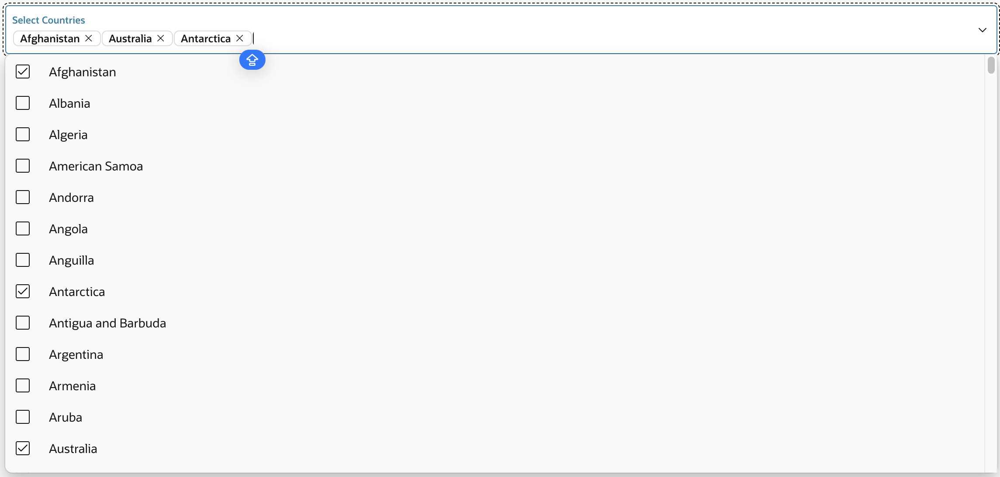 Select Countries
Afghanistan Australia Antarctica
Afghanistan
Albania
Algeria
American Samoa
Andorra
Angola
Anguilla
Antarctica
Antigua and Barbuda
Argentina
Armenia
Aruba
Australia